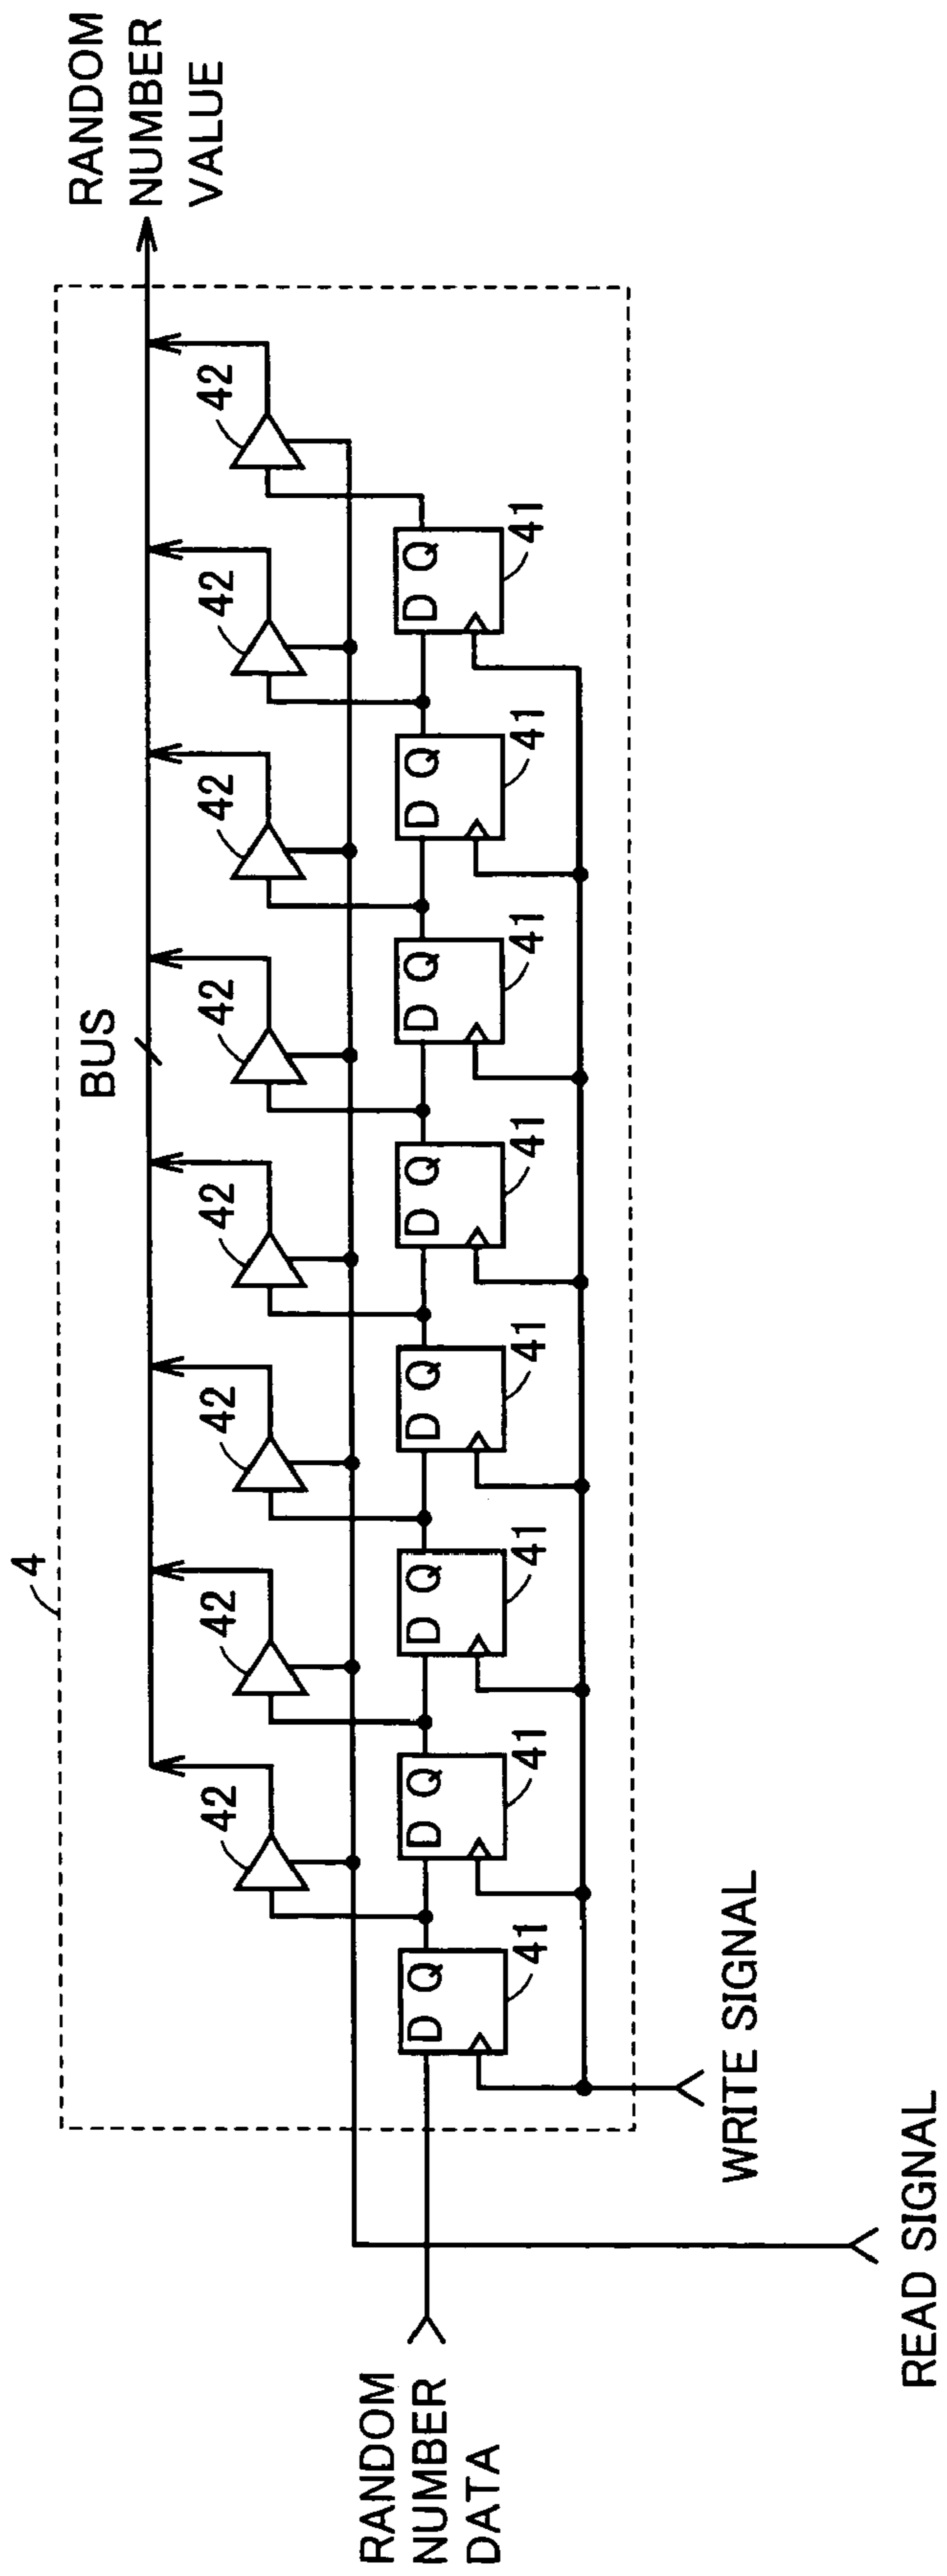 4
RANDOM
NUMBER
VALUE
BUS
42
42
42
42
42
42
42
42
RANDOM
NUMBER
DATA
D Q
D Q
D Q
D Q
D Q
D Q
D Q
D Q
41
41
41
41
41
41
41
41
WRITE SIGNAL
READ SIGNAL